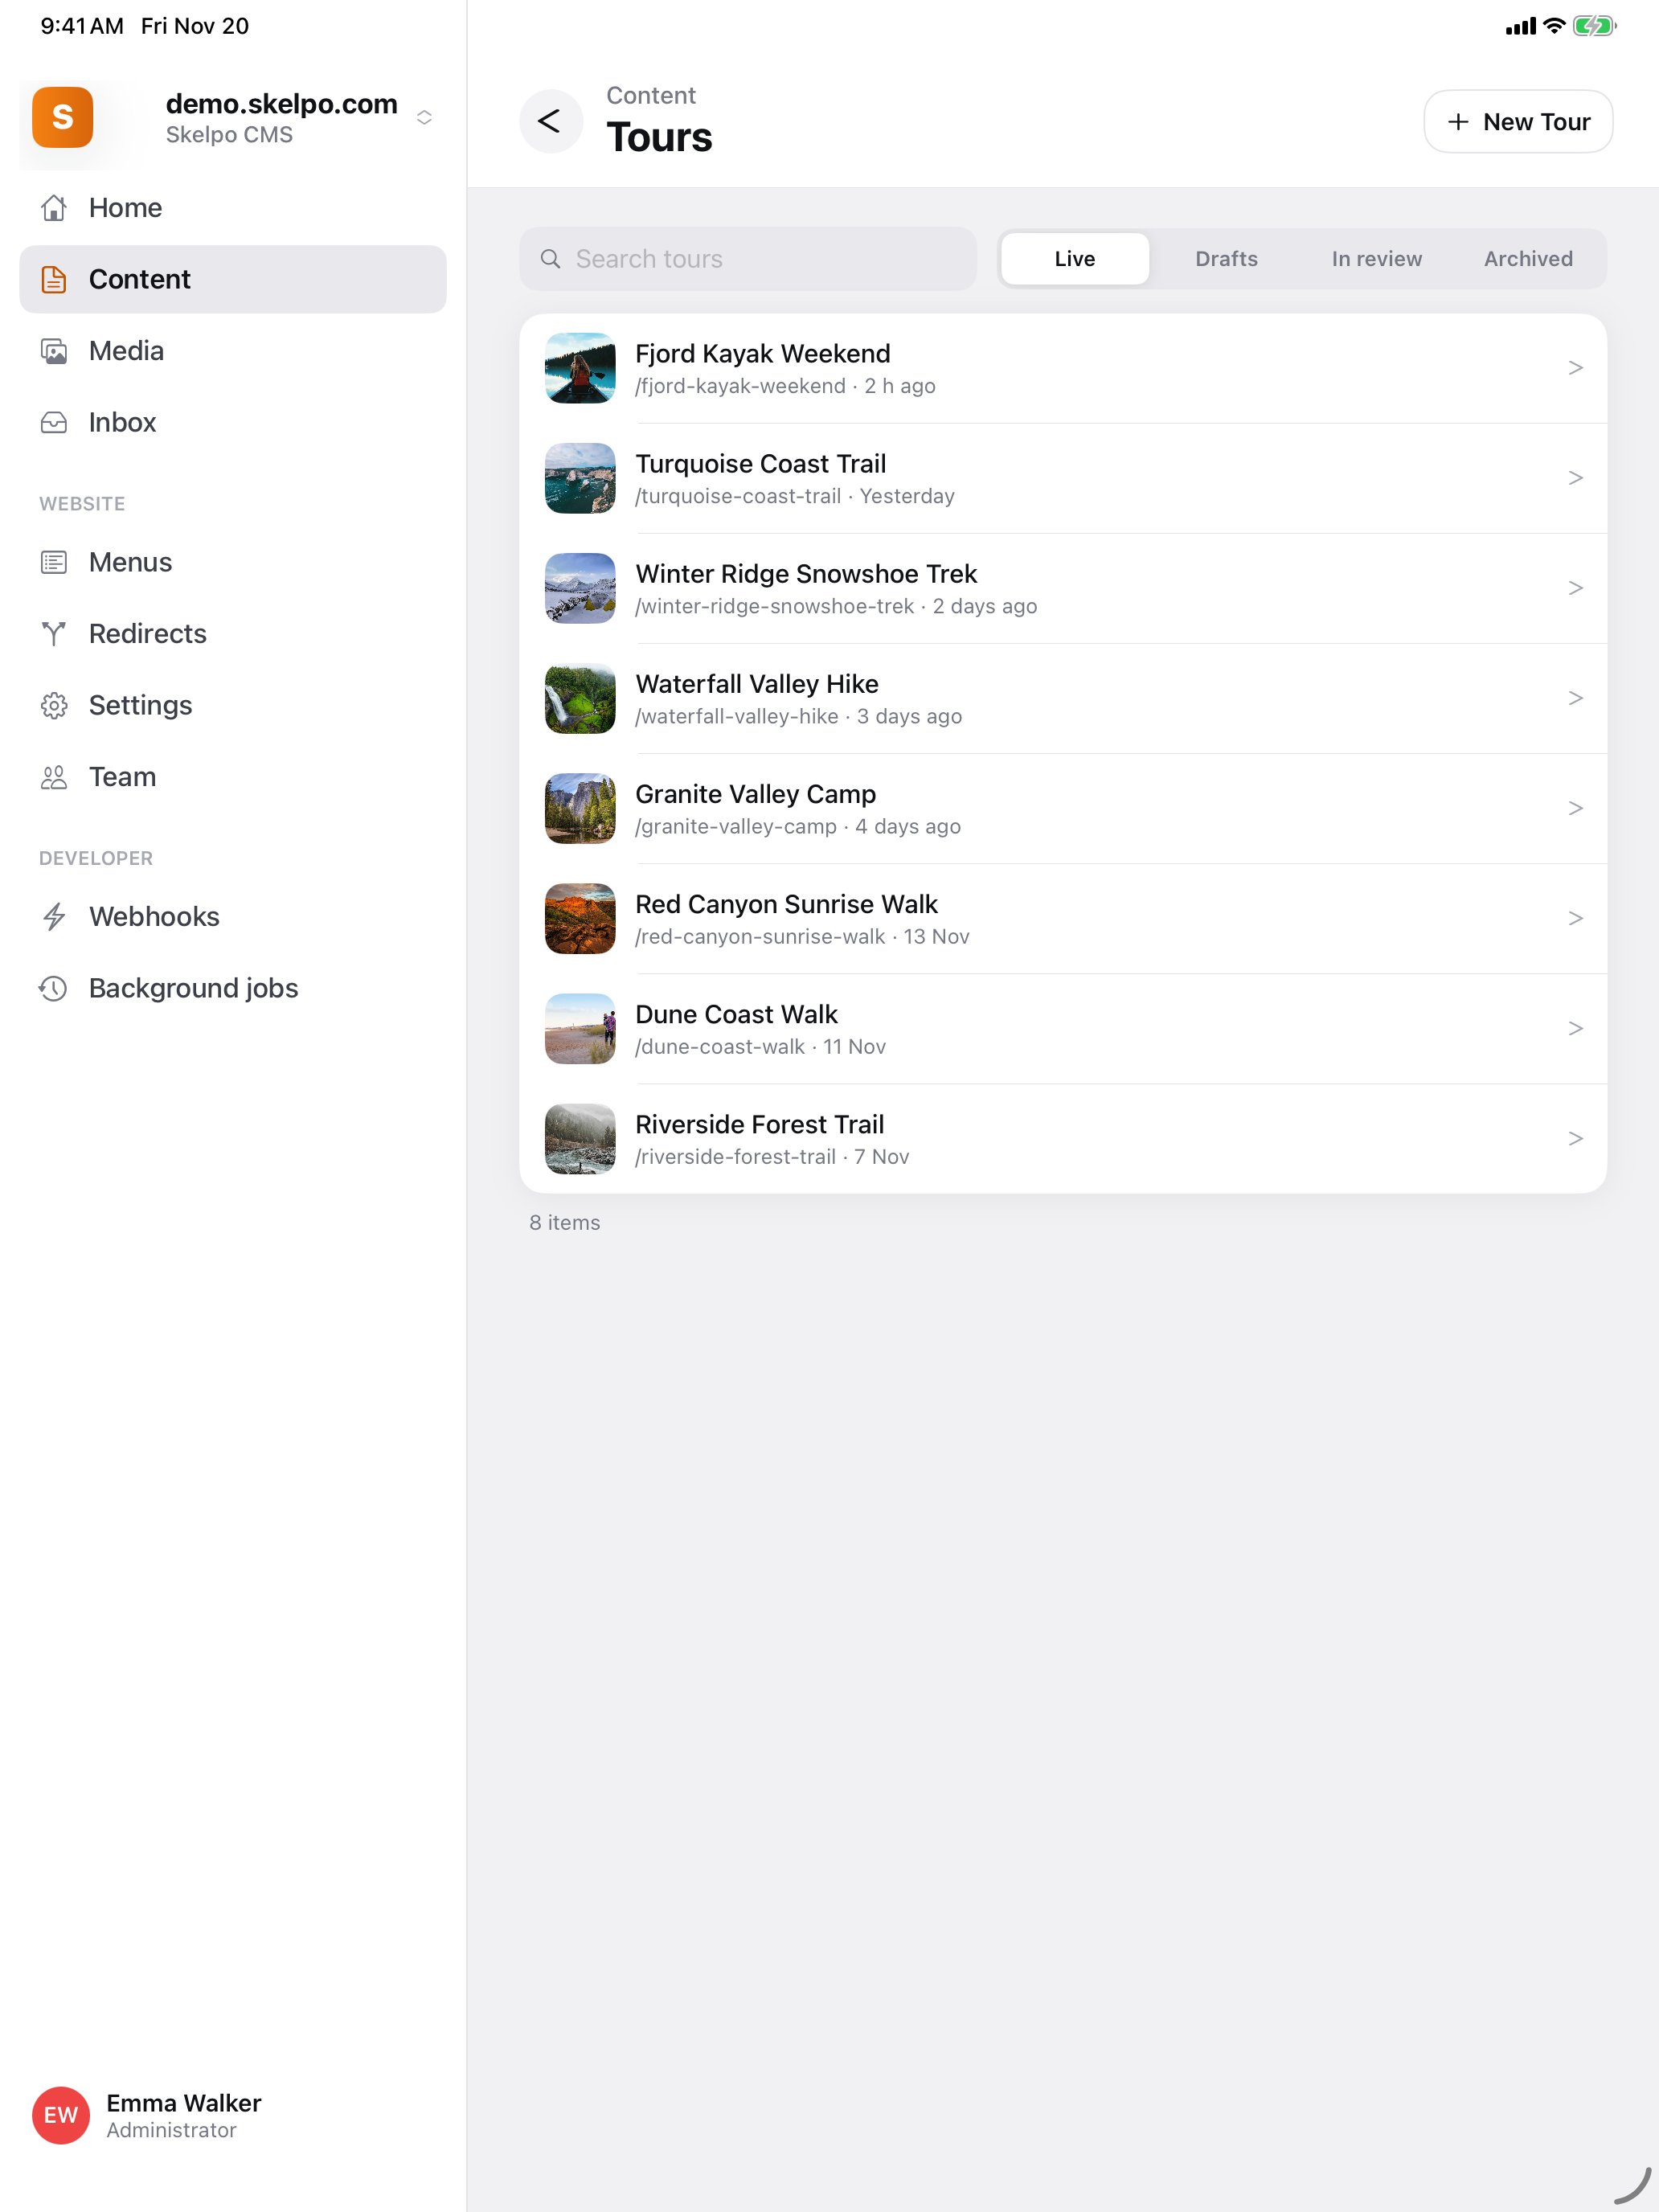 9:41 AM Fri Nov 20
S
demo.skelpo.com
Skelpo CMS
Home
Content
Media
Inbox
WEBSITE
Menus
Redirects
Settings
Team
DEVELOPER
Webhooks
Background jobs
EW
Emma Walker
Administrator
Content
Tours
+ New Tour
Search tours
Live
Drafts
In review
Archived
Fjord Kayak Weekend
/fjord-kayak-weekend · 2 h ago
Turquoise Coast Trail
/turquoise-coast-trail · Yesterday
Winter Ridge Snowshoe Trek
/winter-ridge-snowshoe-trek · 2 days ago
Waterfall Valley Hike
/waterfall-valley-hike · 3 days ago
Granite Valley Camp
/granite-valley-camp · 4 days ago
Red Canyon Sunrise Walk
/red-canyon-sunrise-walk · 13 Nov
Dune Coast Walk
/dune-coast-walk · 11 Nov
Riverside Forest Trail
/riverside-forest-trail · 7 Nov
8 items